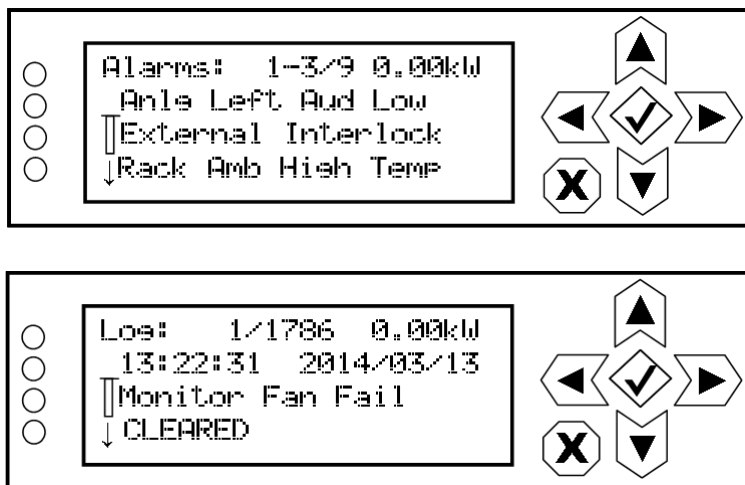 Alarms: 1-3/9 0.00kW
Anlg Left Aud Low
External Interlock
↓Rack Amb High Temp
X
Log: 1/1786 0.00kW
13:22:31 2014/03/13
Monitor Fan Fail
↓ CLEARED
X